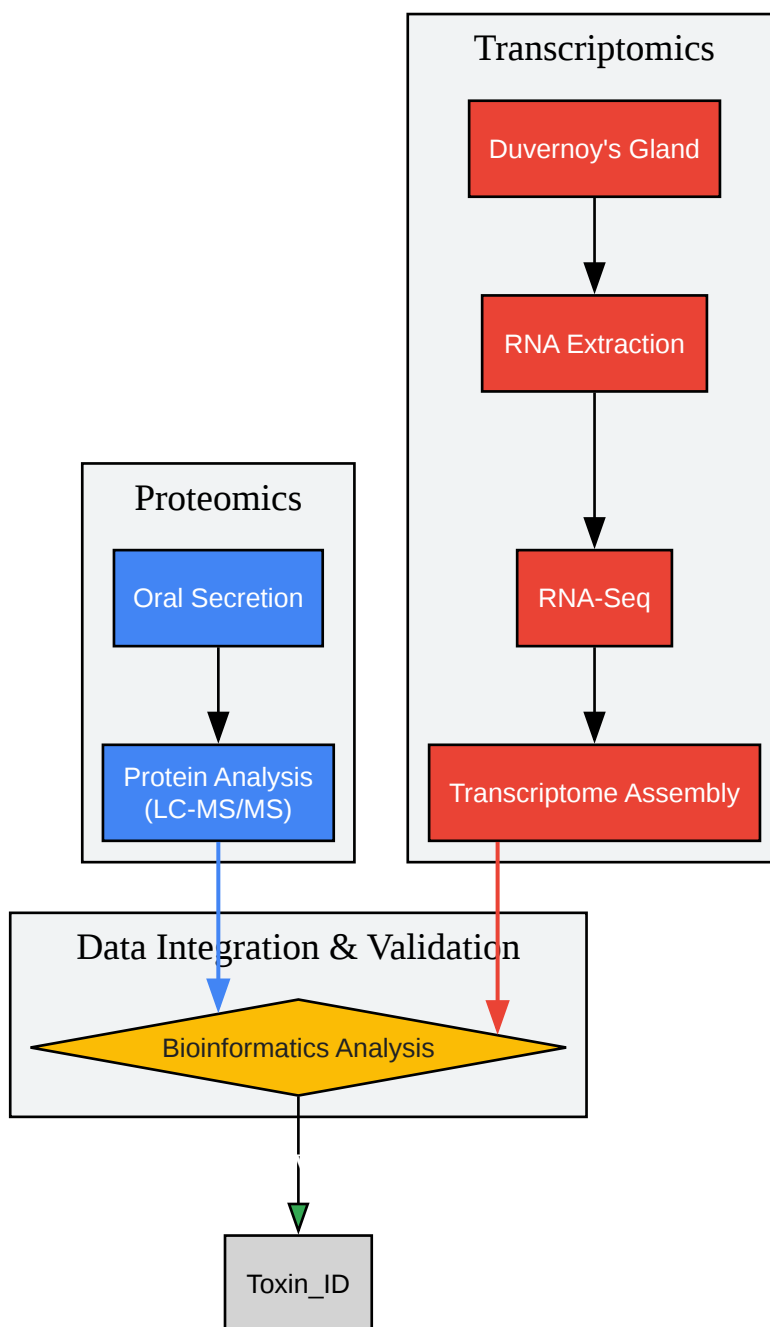 Transcriptomics
Duvernoy's Gland
RNA Extraction
Proteomics
Oral Secretion
RNA-Seq
Protein Analysis
(LC-MS/MS)
Transcriptome Assembly
Data Integration & Validation
Bioinformatics Analysis
Toxin_ID